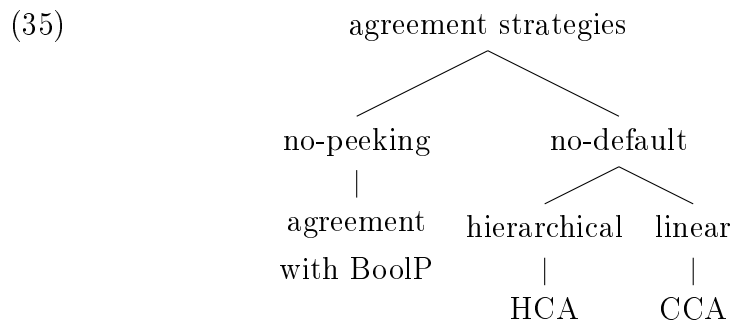 (35) agreement strategies
no-peeking no-default
agreement hierarchical linear
with BoolP
HCA CCA